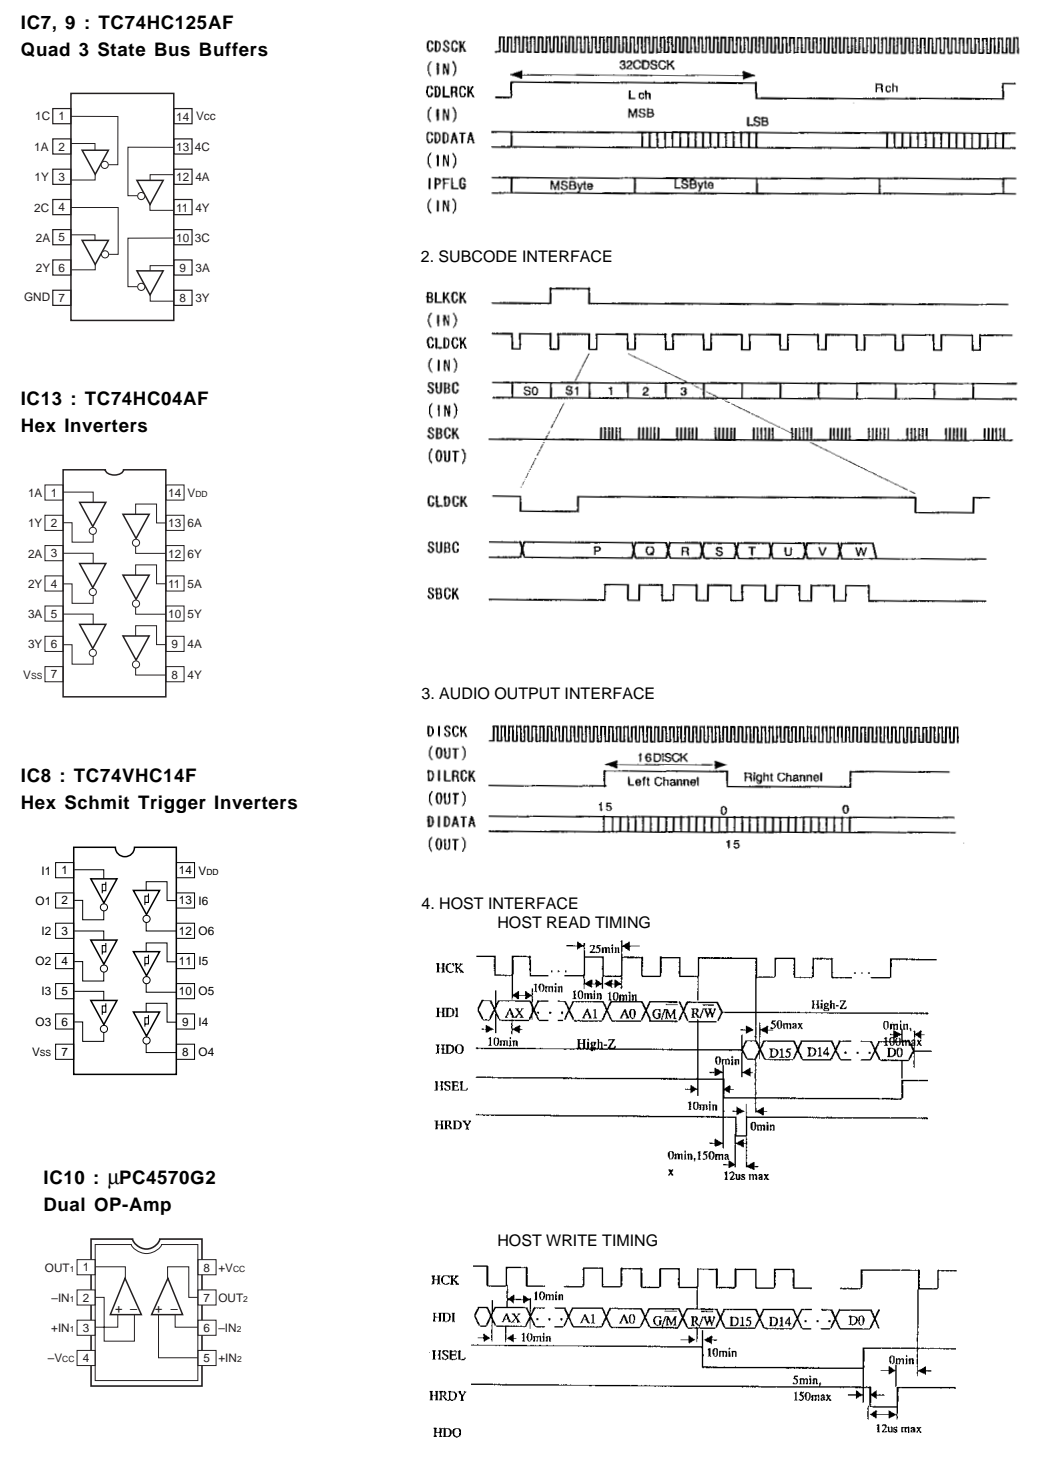 IC7, 9 : TC74HC125AF
Quad 3 State Bus Buffers
1C 1
1A 2
1Y 3
2C 4
2A 5
2Y 6
GND 7
14 Vcc
13 4C
12 4A
11 4Y
10 3C
9 3A
8 3Y
IC13 : TC74HC04AF
Hex Inverters
1A 1
1Y 2
2A 3
2Y 4
3A 5
3Y 6
Vss 7
14 VDD
13 6A
12 6Y
11 5A
10 5Y
9 4A
8 4Y
IC8 : TC74VHC14F
Hex Schmit Trigger Inverters
I1 1
O1 2
I2 3
O2 4
I3 5
O3 6
Vss 7
14 VDD
13 I6
12 O6
11 I5
10 O5
9 I4
8 O4
IC10 : µPC4570G2
Dual OP-Amp
OUT1 1
–IN1 2
+IN1 3
–VCC 4
8 +VCC
7 OUT2
6 –IN2
5 +IN2
+ –
+ –
CDSCK
(IN)
32CDSCK
CDLRCK
(IN)
L ch
R ch
MSB
LSB
CDDATA
(IN)
IPFLG
(IN)
MSByte
LSByte
2. SUBCODE INTERFACE
BLKCK
(IN)
CLDCK
(IN)
SUBC
(IN)
S0 S1 1 2 3
SBCK
(OUT)
CLDCK
SUBC
P Q R S T U V W
SBCK
3. AUDIO OUTPUT INTERFACE
DISCK
(OUT)
16DISCK
DILRCK
(OUT)
Left Channel
Right Channel
15 0 0
DIDATA
(OUT)
15
4. HOST INTERFACE
HOST READ TIMING
25min
HCK
10min
10min 10min
HDI
AX · · · A1 A0 G/M R/W
High-Z
10min
High-Z
50max
0min,
100max
HDO
D15 D14 · · · D0
0min
HSEL
10min
HRDY
0min
0min,150ma
x
12us max
HOST WRITE TIMING
HCK
10min
HDI
AX · · · A1 A0 G/M R/W D15 D14 · · · D0
10min
HSEL
10min
0min
5min,
150max
HRDY
12us max
HDO